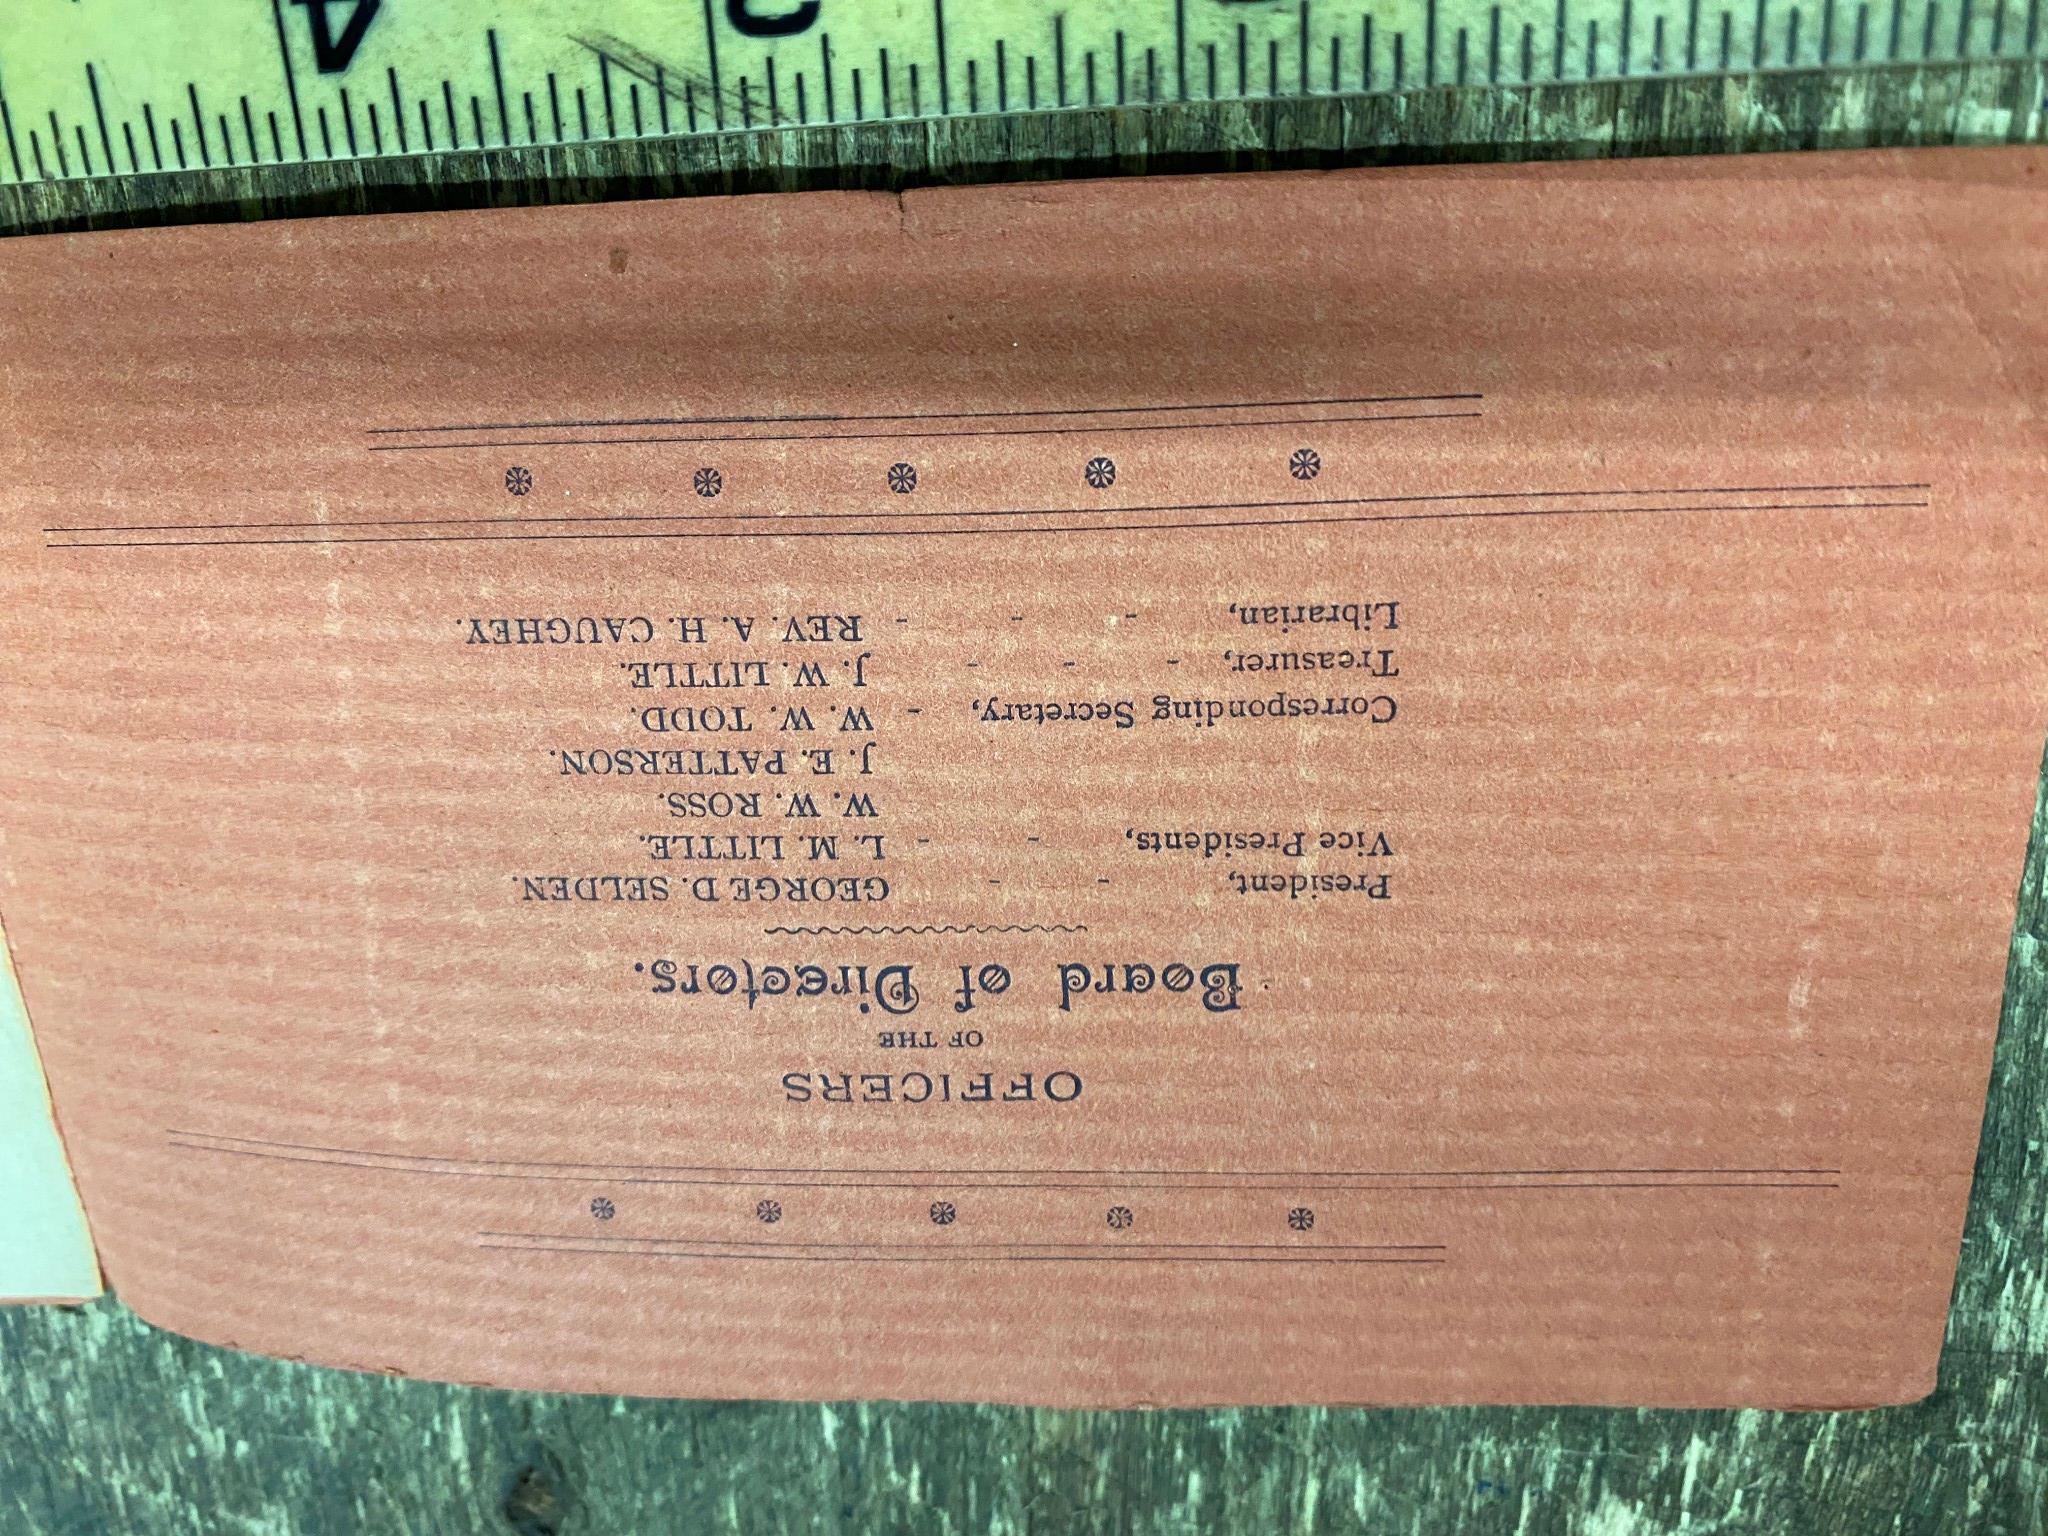 OFFICERS
OF THE
Board of Directors.
President, - - GEORGE D. SELDEN.
Vice Presidents, - - L. M. LITTLE.
W. W. ROSS.
J. E. PATTERSON.
Corresponding Secretary, - W. W. TODD.
Treasurer, - - - J. W. LITTLE.
Librarian, - - - REV. A. H. CAUGHEY.
4